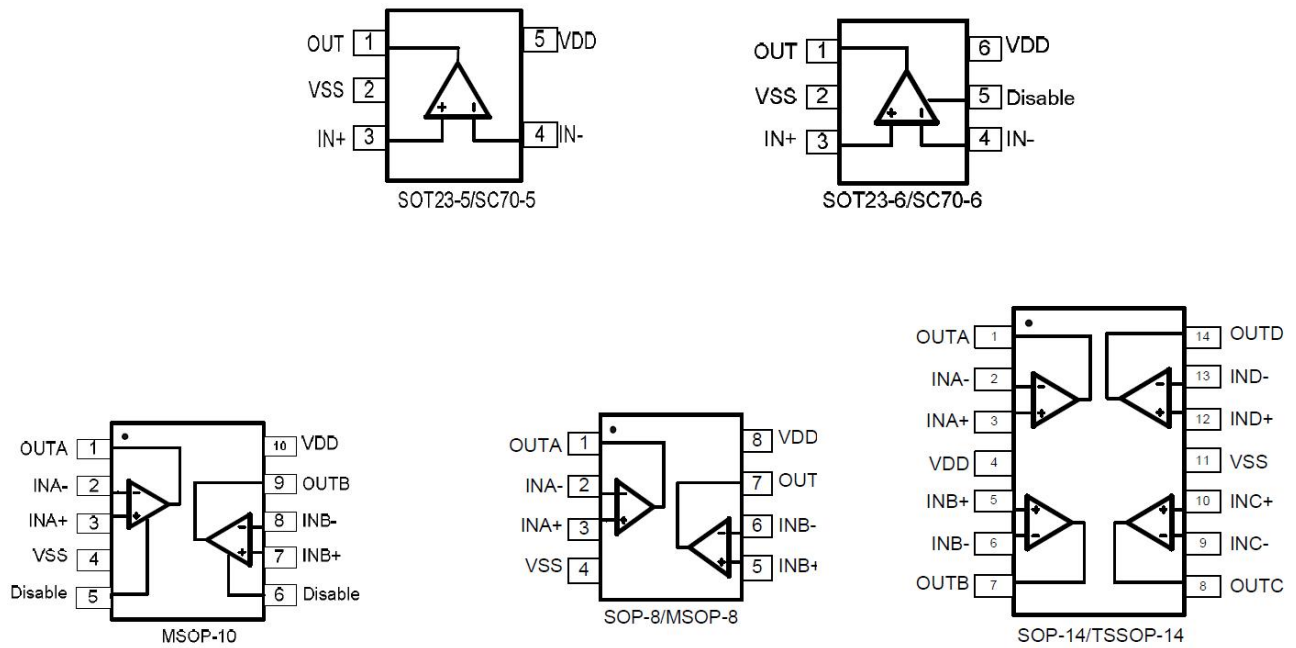 OUT 1 5 VDD
VSS 2
IN+ 3 4 IN-
SOT23-5/SC70-5
OUT 1 6 VDD
VSS 2 5 Disable
IN+ 3 4 IN-
SOT23-6/SC70-6
OUTA 1 10 VDD
INA- 2 9 OUTB
INA+ 3 8 INB-
VSS 4 7 INB+
Disable 5 6 Disable
MSOP-10
OUTA 1 8 VDD
INA- 2 7 OUT
INA+ 3 6 INB-
VSS 4 5 INB+
SOP-8/MSOP-8
OUTA 1 14 OUTD
INA- 2 13 IND-
INA+ 3 12 IND+
VDD 4 11 VSS
INB+ 5 10 INC+
INB- 6 9 INC-
OUTB 7 8 OUTC
SOP-14/TSSOP-14